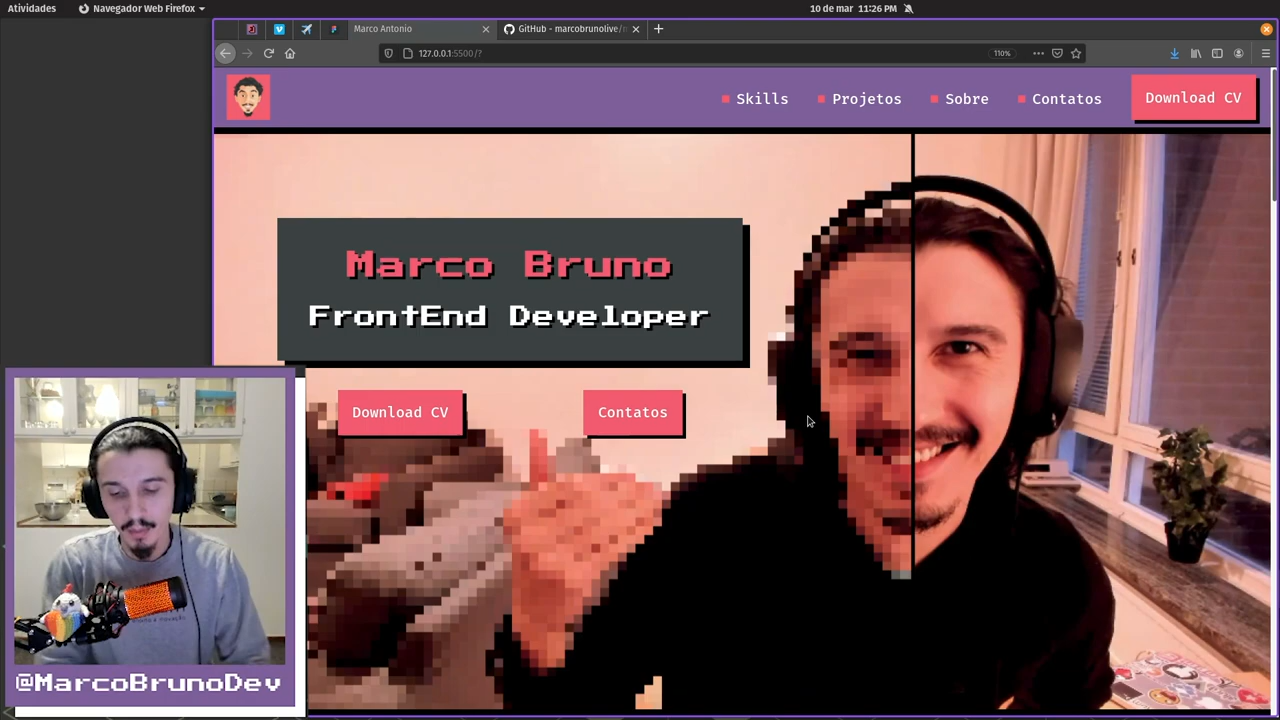 Atividades
Navegador Web Firefox
10 de mar 11:26 PM
Marco Antonio
GitHub - marcobrunolive/
127.0.0.1:5500/?
110%
Skills
Projetos
Sobre
Contatos
Download CV
Marco Bruno
FrontEnd Developer
Download CV
Contatos
@MarcoBrunoDev